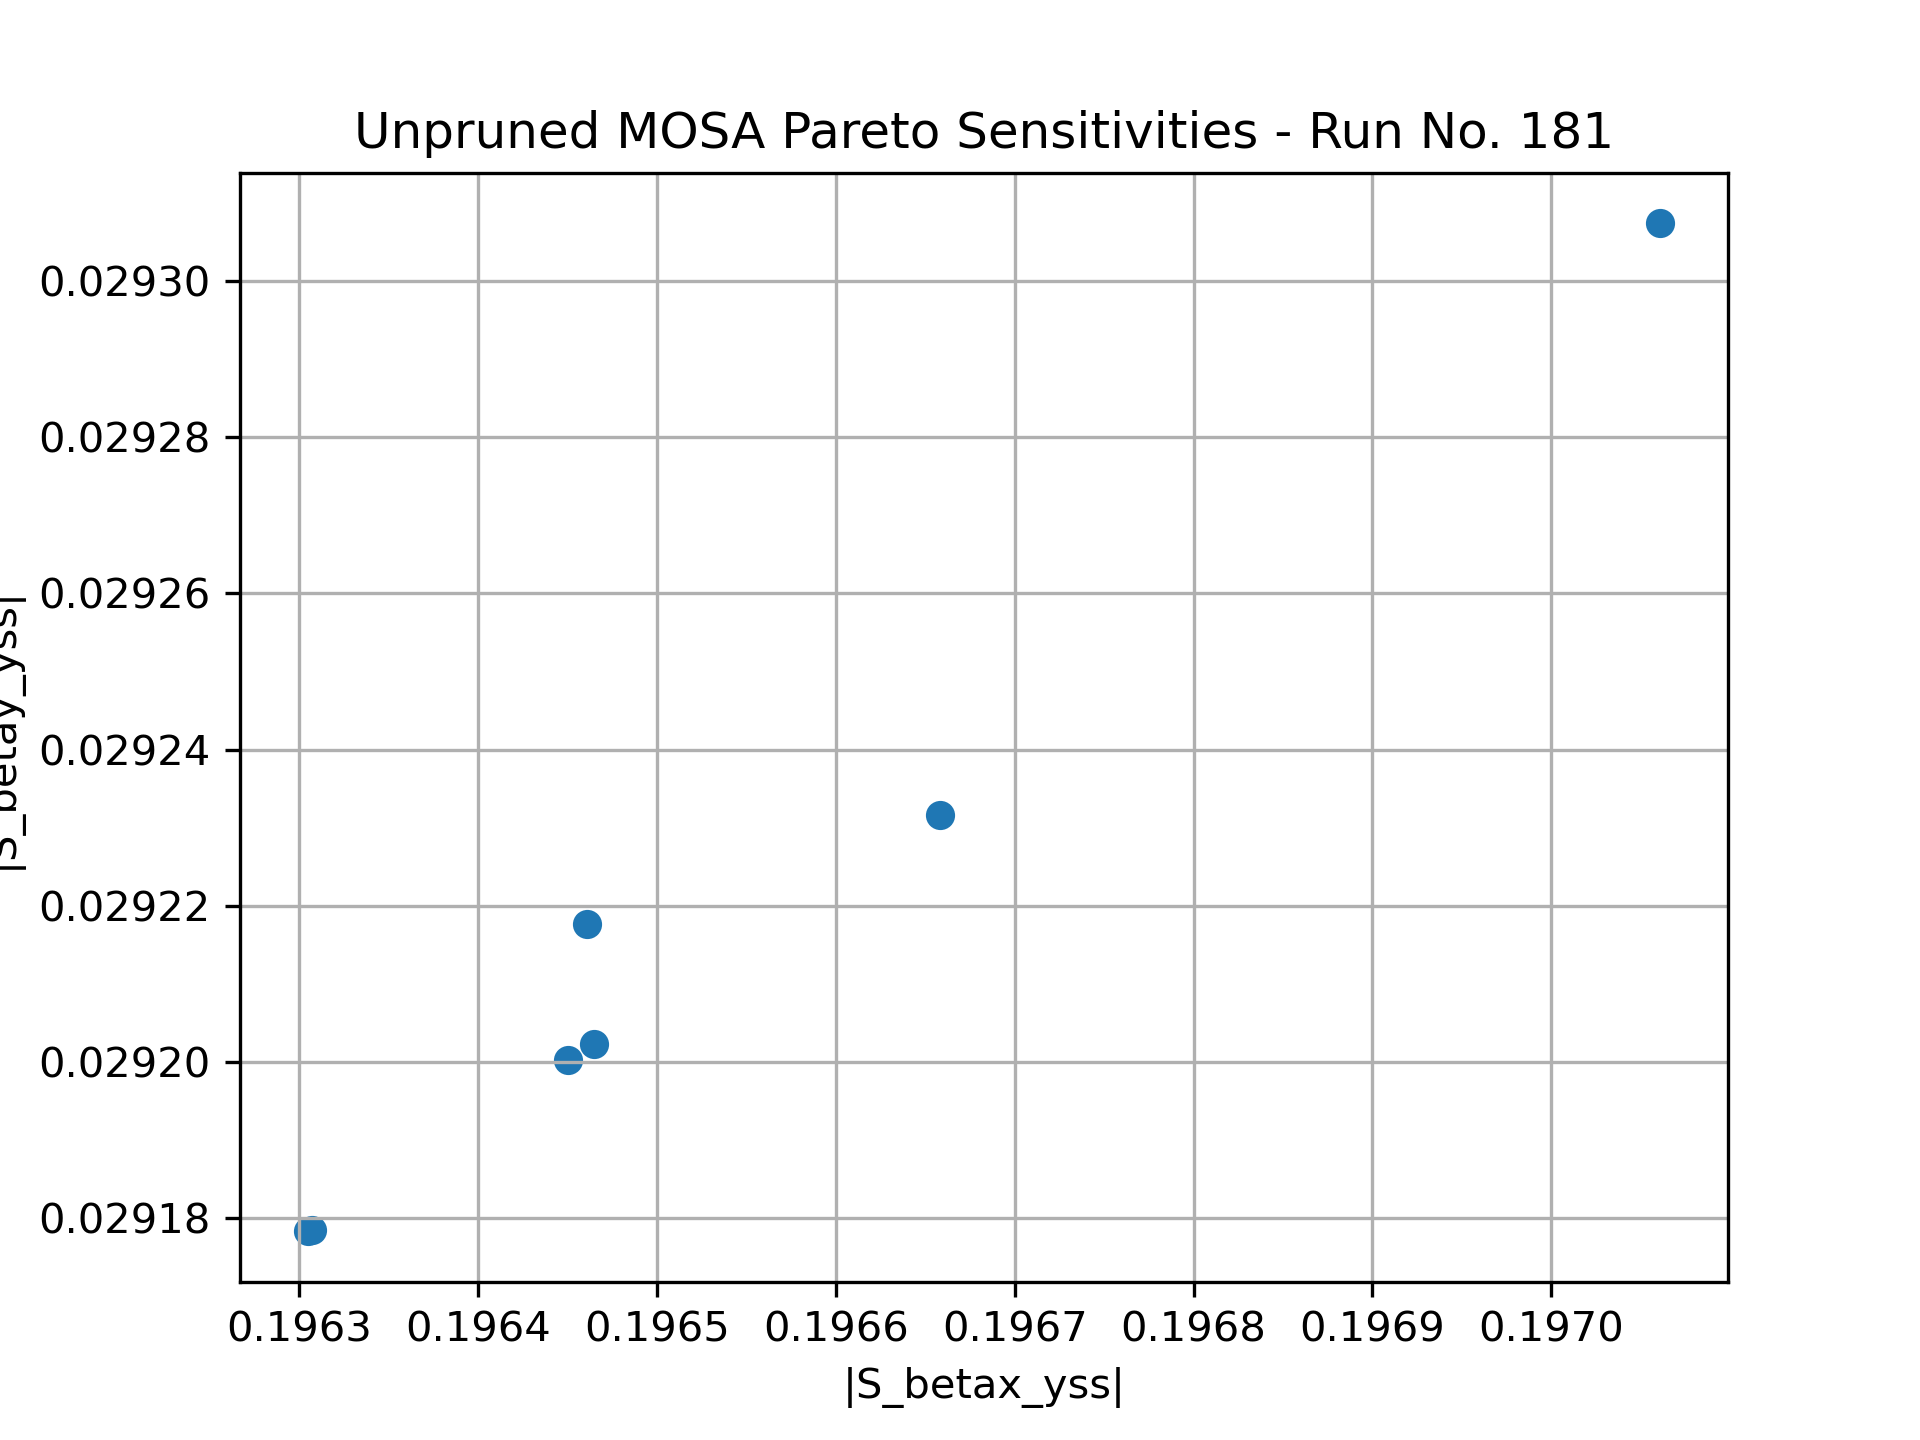 Unpruned MOSA Pareto Sensitivities - Run No. 181
0.02930
0.02928
0.02926
0.02924
0.02922
0.02920
0.02918
|S_betay_yss|
0.1963 0.1964 0.1965 0.1966 0.1967 0.1968 0.1969 0.1970
|S_betax_yss|